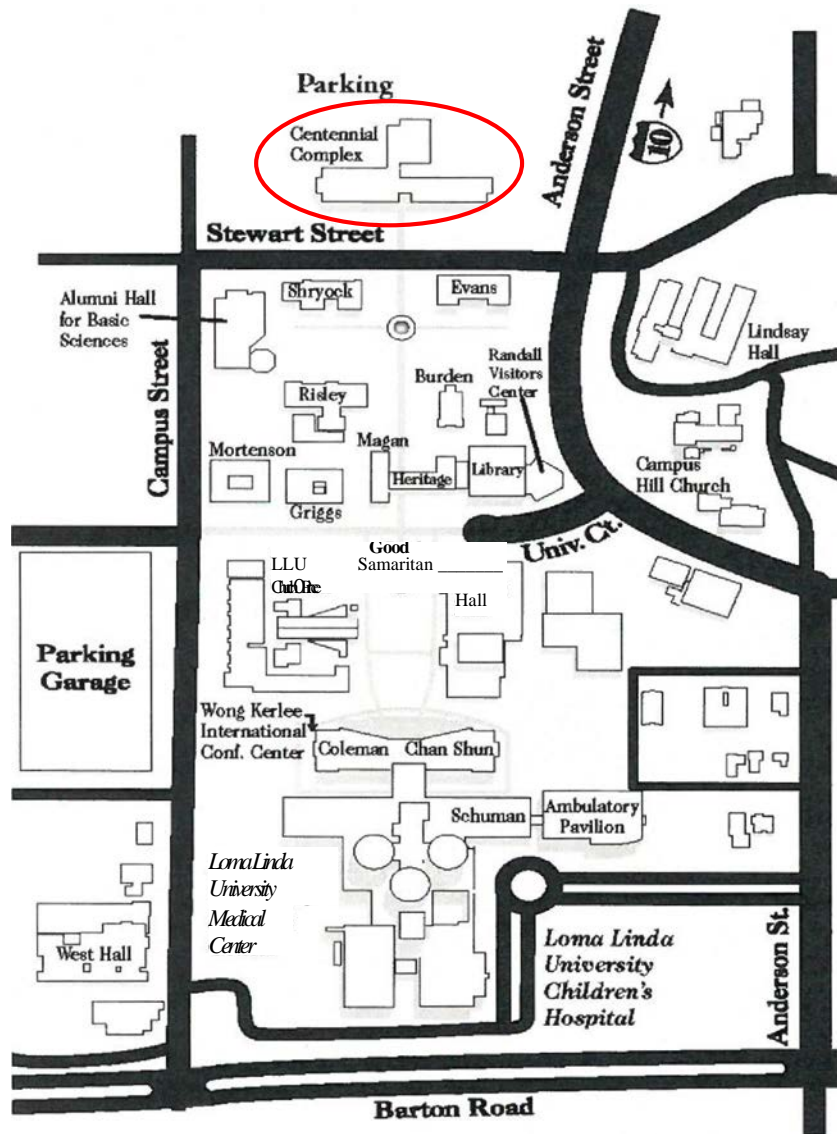 Parking
Centennial
Complex
Anderson Street
10
Stewart Street
Alumni Hall
for Basic
Sciences
Shryock
Evans
Lindsay
Hall
Randall
Visitors
Center
Burden
Risley
Campus Street
Magan
Mortenson
Heritage
Library
Campus
Hill Church
Griggs
Univ. Ct.
Good
LLU
Samaritan
Hall
Parking
Garage
Wong Kerlee
International
Conf. Center
Coleman
Chan Shun
Schuman
Ambulatory
Pavilion
Loma Linda
University
Medical
Center
West Hall
Loma Linda
University
Children's
Hospital
Anderson St.
Barton Road